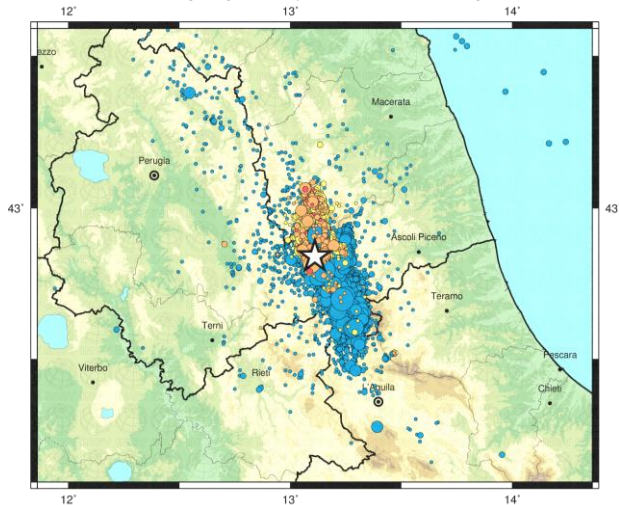 12˚ 13˚ 14˚
ezzo
Macerata
Perugia
43˚ 43˚
Ascoli Piceno
Teramo
Terni
Pescara
Viterbo
Rieti
Aquila
Chieti
12˚ 13˚ 14˚